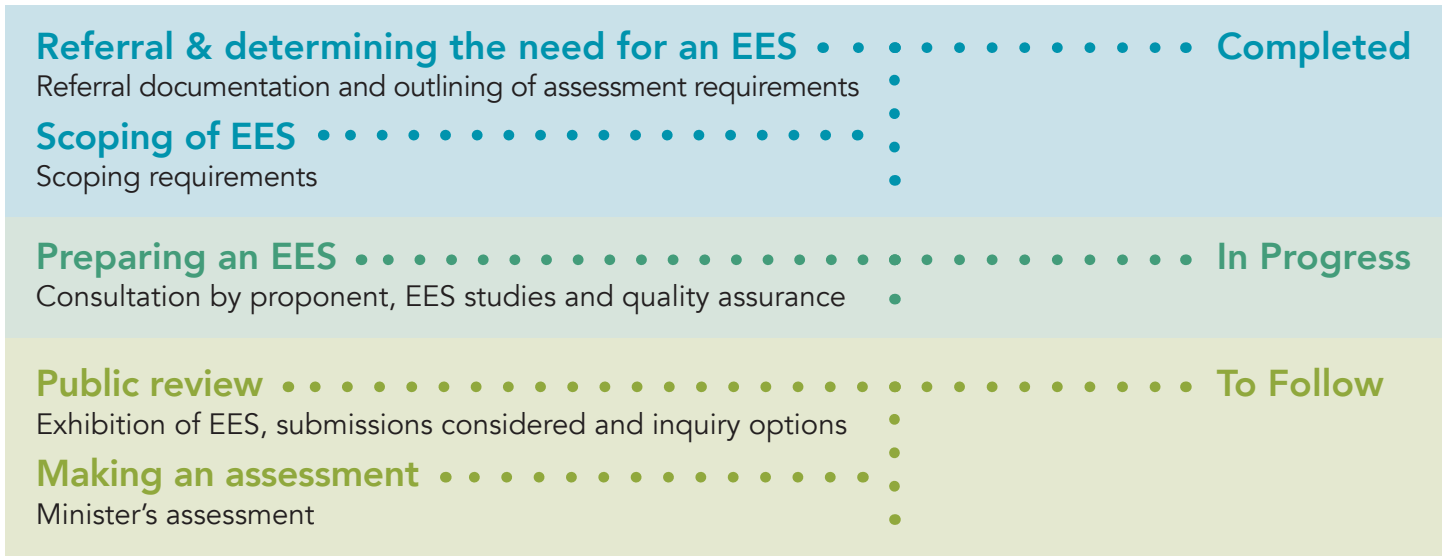 Referral & determining the need for an EES Completed
Referral documentation and outlining of assessment requirements
Scoping of EES
Scoping requirements
Preparing an EES In Progress
Consultation by proponent, EES studies and quality assurance
Public review To Follow
Exhibition of EES, submissions considered and inquiry options
Making an assessment
Minister’s assessment